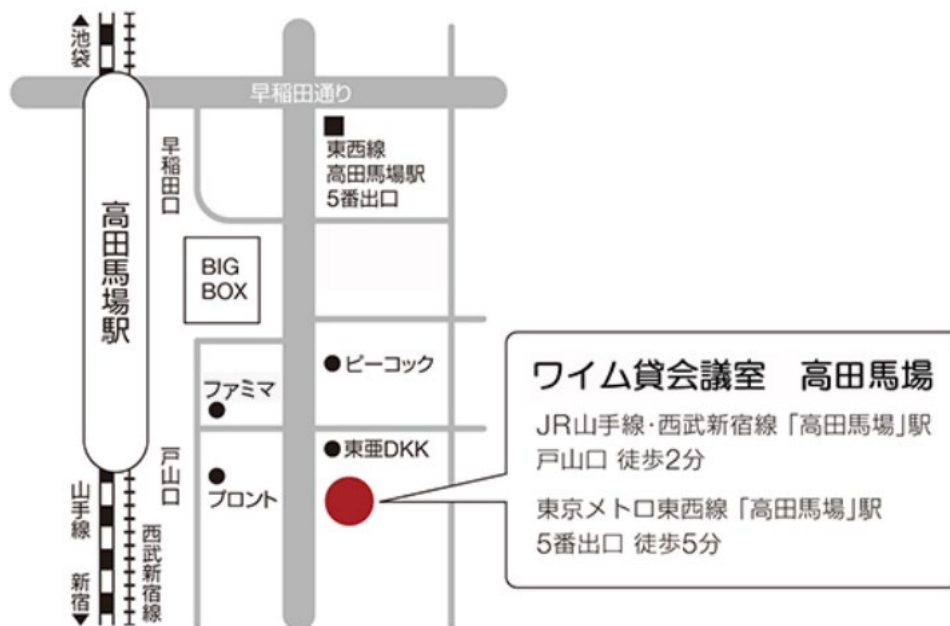 ▲池袋
早稲田通り
早稲田口
東西線
高田馬場駅
5番出口
高田馬場駅
BIG
BOX
ピーコック
ファミマ
東亜DKK
戸山口
プロント
山手線
新宿▼
西武新宿線
ワイム貸会議室 高田馬場
JR山手線・西武新宿線「高田馬場」駅
戸山口 徒歩2分
東京メトロ東西線「高田馬場」駅
5番出口 徒歩5分